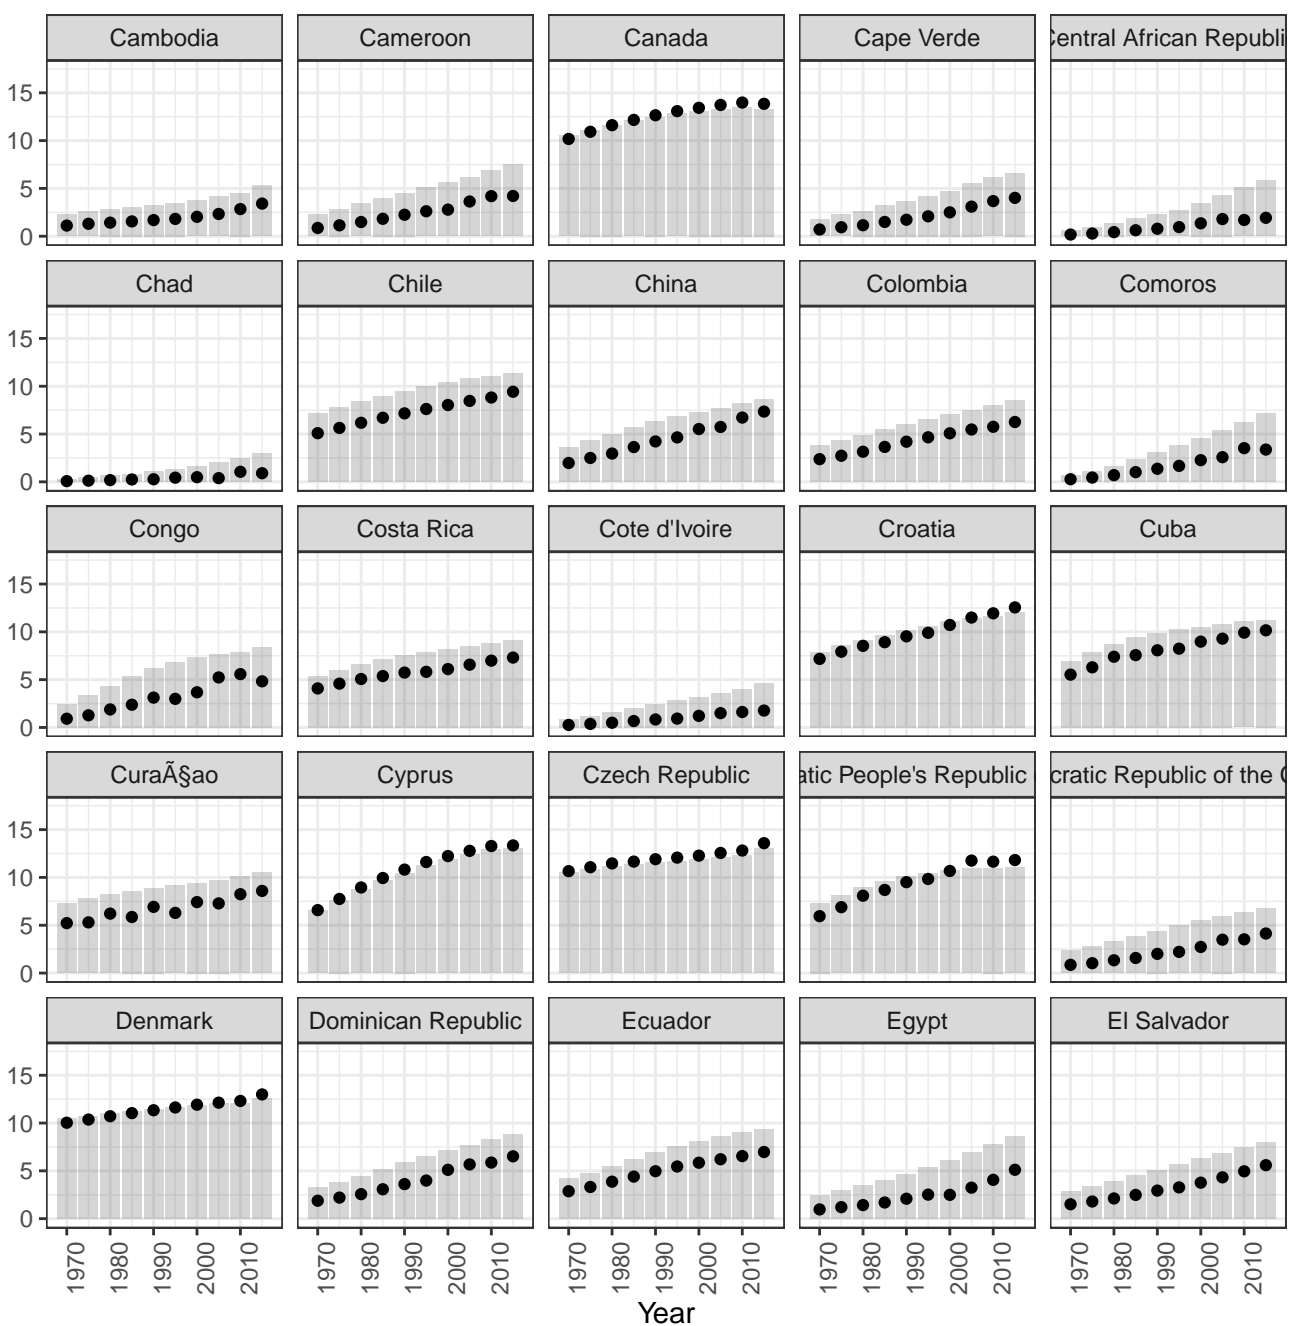 Cambodia Cameroon Canada Cape Verde Central African Republi
15
10
5
0
Chad Chile China Colombia Comoros
15
10
5
0
Congo Costa Rica Cote d'Ivoire Croatia Cuba
15
10
5
0
CuraÃ§ao Cyprus Czech Republic atic People's Republic cratic Republic of the
15
10
5
0
Denmark Dominican Republic Ecuador Egypt El Salvador
15
10
5
0
1970 1980 1990 2000 2010 1970 1980 1990 2000 2010 1970 1980 1990 2000 2010 1970 1980 1990 2000 2010 1970 1980 1990 2000 2010
Year